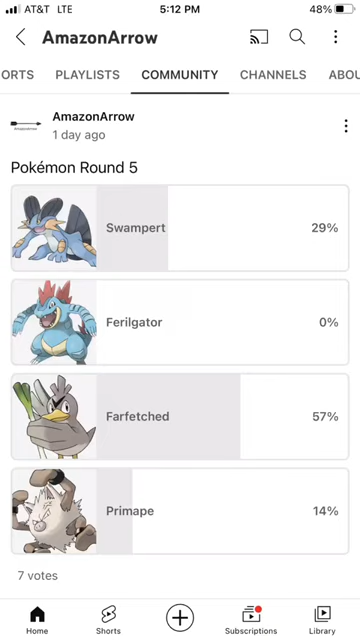 AT&T LTE 5:12 PM 48%
AmazonArrow
ORTS PLAYLISTS COMMUNITY CHANNELS ABOU
AmazonArrow
1 day ago
Pokémon Round 5
Swampert 29%
Ferilgator 0%
Farfetched 57%
Primape 14%
7 votes
Home Shorts Subscriptions Library